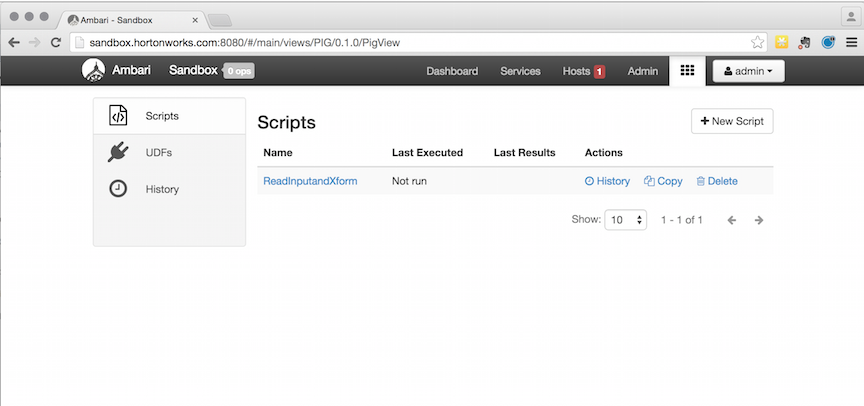 Ambari - Sandbox
sandbox.hortonworks.com:8080/#/main/views/PIG/0.1.0/PigView
Ambari Sandbox 0 ops Dashboard Services Hosts 1 Admin admin
Scripts
UDFs
History
Scripts
New Script
Name Last Executed Last Results Actions
ReadInputandXform Not run History Copy Delete
Show: 10 1 - 1 of 1